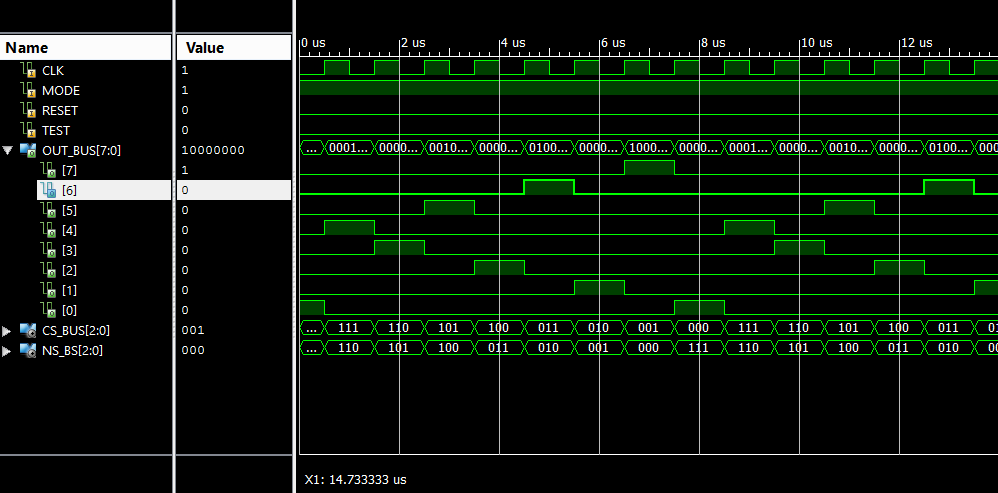 Name Value
0 us 2 us 4 us 6 us 8 us 10 us 12 us
CLK 1
MODE 1
RESET 0
TEST 0
OUT_BUS[7:0] 10000000 ... 0001... 0000... 0010... 0000... 0100... 0000... 1000... 0000... 0001... 0000... 0010... 0000... 0100... 000
[7] 1
[6] 0
[5] 0
[4] 0
[3] 0
[2] 0
[1] 0
[0] 0
CS_BUS[2:0] 001 ... 111 110 101 100 011 010 001 000 111 110 101 100 011 01
NS_BS[2:0] 000 ... 110 101 100 011 010 001 000 111 110 101 100 011 010 00
X1: 14.733333 us